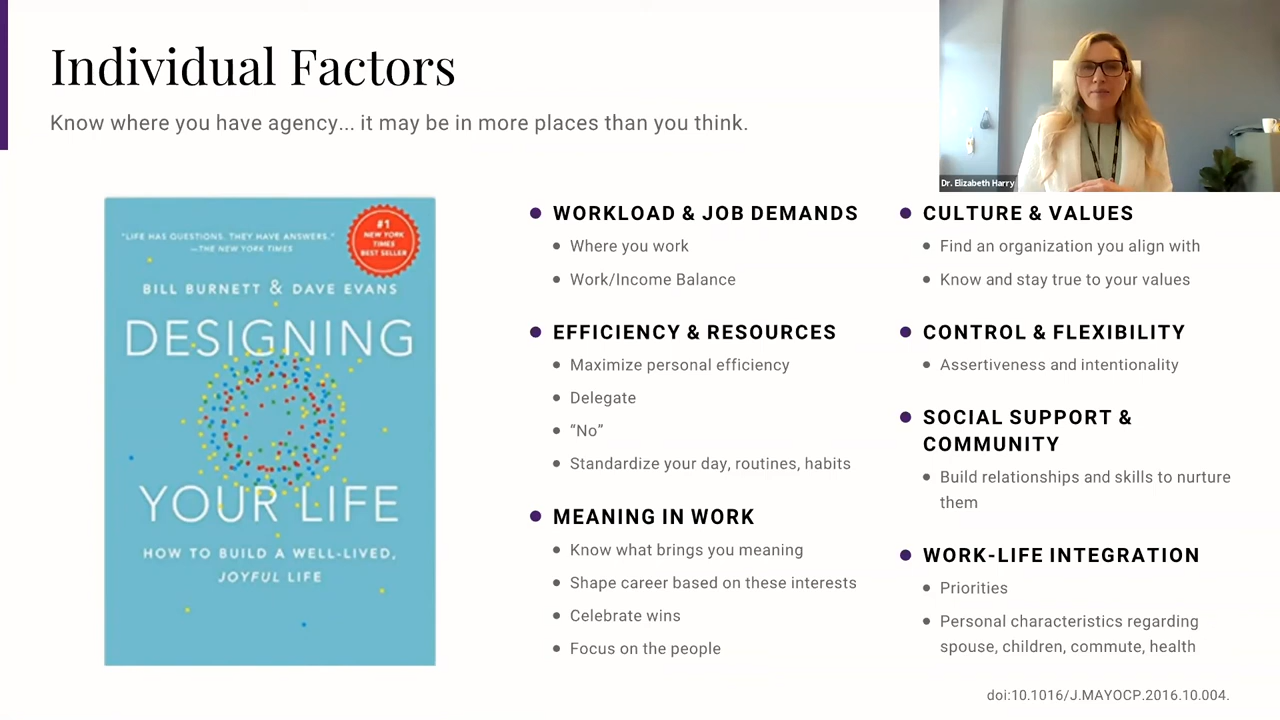 Individual Factors
Know where you have agency... it may be in more places than you think.
Dr. Elizabeth Harry
"LIFE HAS QUESTIONS. THEY HAVE ANSWERS."
—THE NEW YORK TIMES
#1
NEW YORK
TIMES
BEST SELLER
BILL BURNETT & DAVE EVANS
DESIGNING
YOUR LIFE
HOW TO BUILD A WELL-LIVED,
JOYFUL LIFE
WORKLOAD & JOB DEMANDS
Where you work
Work/Income Balance
EFFICIENCY & RESOURCES
Maximize personal efficiency
Delegate
“No”
Standardize your day, routines, habits
MEANING IN WORK
Know what brings you meaning
Shape career based on these interests
Celebrate wins
Focus on the people
CULTURE & VALUES
Find an organization you align with
Know and stay true to your values
CONTROL & FLEXIBILITY
Assertiveness and intentionality
SOCIAL SUPPORT &
COMMUNITY
Build relationships and skills to nurture
them
WORK-LIFE INTEGRATION
Priorities
Personal characteristics regarding
spouse, children, commute, health
doi:10.1016/J.MAYOCP.2016.10.004.